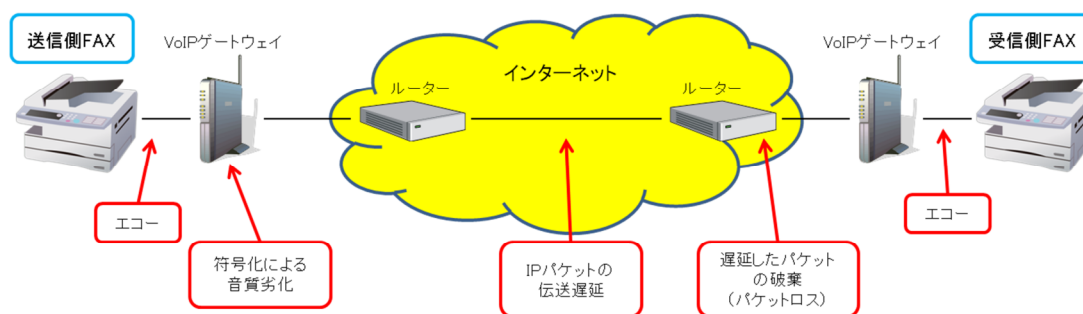 送信側FAX
VoIPゲートウェイ
VoIPゲートウェイ
受信側FAX
インターネット
ルーター
ルーター
エコー
符号化による
音質劣化
IPパケットの
伝送遅延
遅延したパケット
の破棄
(パケットロス)
エコー